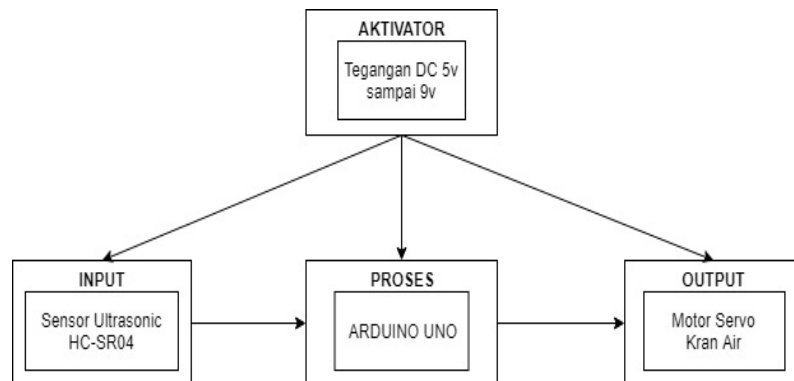 AKTIVATOR
Tegangan DC 5v
sampai 9v
INPUT
Sensor Ultrasonic
HC-SR04
PROSES
ARDUINO UNO
OUTPUT
Motor Servo
Kran Air